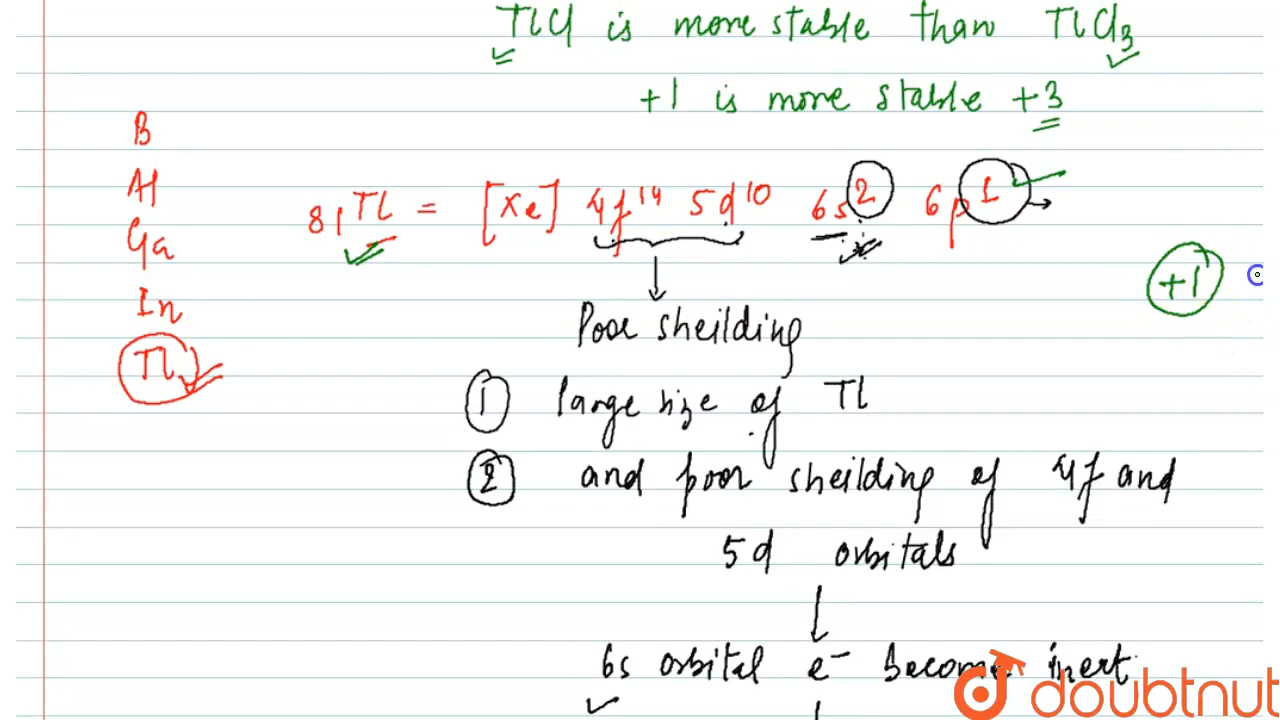 TlCl is more stable than TlCl3
+1 is more stable +3
B
Al
Ga
In
Tl
81Tl = [Xe] 4f14 5d10 6s2 6p1
+1
Poor sheilding
1 large size of Tl
2 and poor sheilding of 4f and
5d orbitals
6s orbital e- become inert
doubtnut